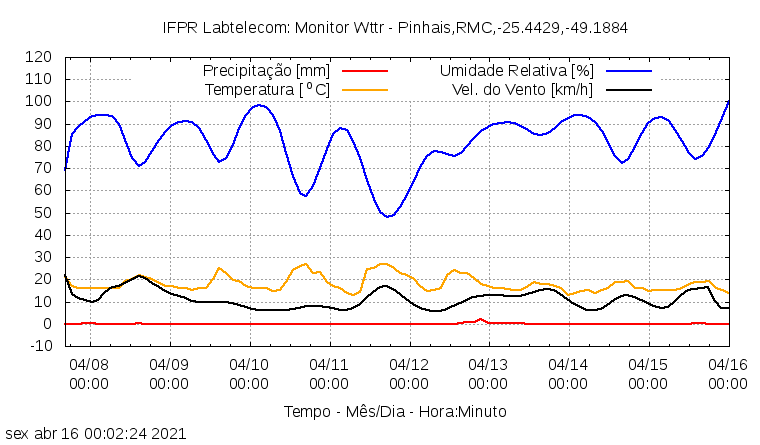 IFPR Labtelecom: Monitor Wttr - Pinhais,RMC,-25.4429,-49.1884
Precipitação [mm] Umidade Relativa [%]
Temperatura [ ⁰C] Vel. do Vento [km/h]
120
110
100
90
80
70
60
50
40
30
20
10
0
-10
04/08 04/09 04/10 04/11 04/12 04/13 04/14 04/15 04/16
00:00 00:00 00:00 00:00 00:00 00:00 00:00 00:00 00:00
Tempo - Mês/Dia - Hora:Minuto
sex abr 16 00:02:24 2021